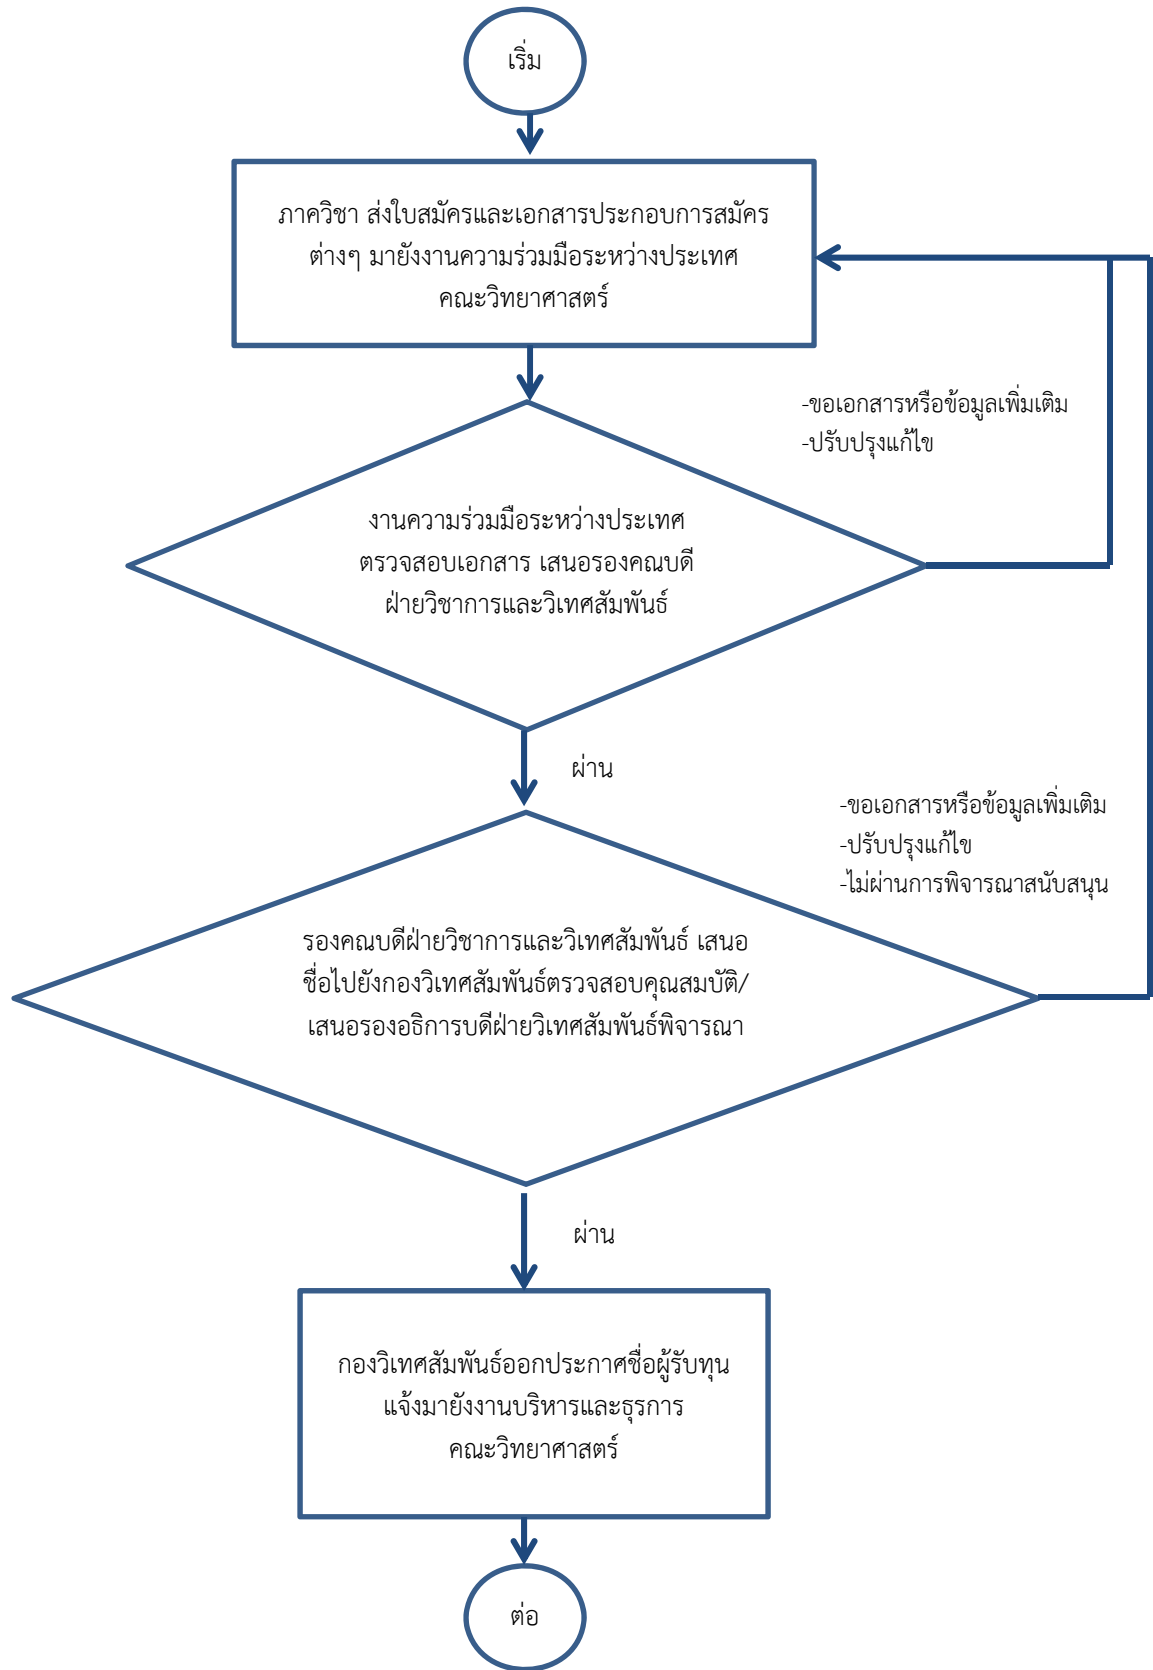 เริ่ม
ภาควิชา ส่งใบสมัครและเอกสารประกอบการสมัคร
ต่างๆ มายังงานความร่วมมือระหว่างประเทศ
คณะวิทยาศาสตร์
-ขอเอกสารหรือข้อมูลเพิ่มเติม
-ปรับปรุงแก้ไข
งานความร่วมมือระหว่างประเทศ
ตรวจสอบเอกสาร เสนอรองคณบดี
ฝ่ายวิชาการและวิเทศสัมพันธ์
ผ่าน
-ขอเอกสารหรือข้อมูลเพิ่มเติม
-ปรับปรุงแก้ไข
-ไม่ผ่านการพิจารณาสนับสนุน
รองคณบดีฝ่ายวิชาการและวิเทศสัมพันธ์ เสนอ
ชื่อไปยังกองวิเทศสัมพันธ์ตรวจสอบคุณสมบัติ/
เสนอรองอธิการบดีฝ่ายวิเทศสัมพันธ์พิจารณา
ผ่าน
กองวิเทศสัมพันธ์ออกประกาศชื่อผู้รับทุน
แจ้งมายังงานบริหารและธุรการ
คณะวิทยาศาสตร์
ต่อ